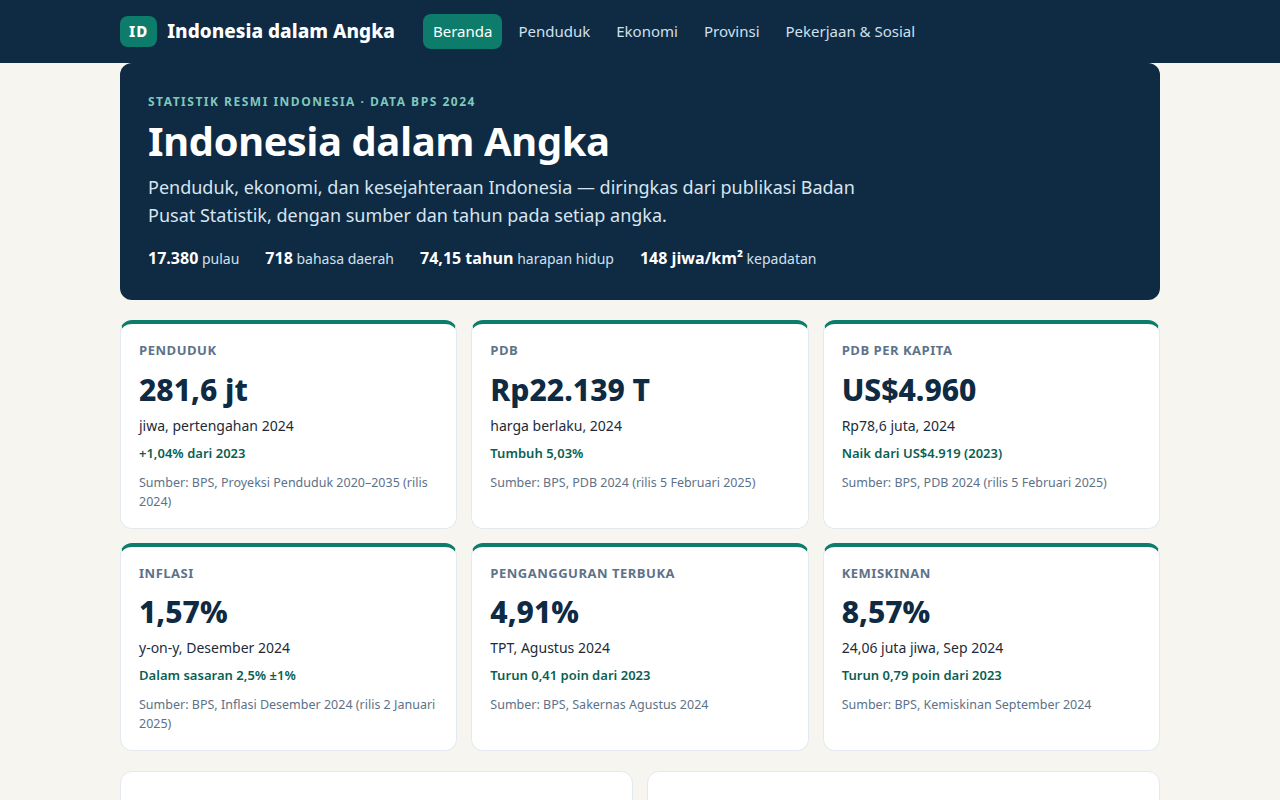 ID Indonesia dalam Angka Beranda Penduduk Ekonomi Provinsi Pekerjaan & Sosial
STATISTIK RESMI INDONESIA · DATA BPS 2024
Indonesia dalam Angka
Penduduk, ekonomi, dan kesejahteraan Indonesia — diringkas dari publikasi Badan
Pusat Statistik, dengan sumber dan tahun pada setiap angka.
17.380 pulau 718 bahasa daerah 74,15 tahun harapan hidup 148 jiwa/km² kepadatan
PENDUDUK
281,6 jt
jiwa, pertengahan 2024
+1,04% dari 2023
Sumber: BPS, Proyeksi Penduduk 2020–2035 (rilis
2024)
PDB
Rp22.139 T
harga berlaku, 2024
Tumbuh 5,03%
Sumber: BPS, PDB 2024 (rilis 5 Februari 2025)
PDB PER KAPITA
US$4.960
Rp78,6 juta, 2024
Naik dari US$4.919 (2023)
Sumber: BPS, PDB 2024 (rilis 5 Februari 2025)
INFLASI
1,57%
y-on-y, Desember 2024
Dalam sasaran 2,5% ±1%
Sumber: BPS, Inflasi Desember 2024 (rilis 2 Januari
2025)
PENGANGGURAN TERBUKA
4,91%
TPT, Agustus 2024
Turun 0,41 poin dari 2023
Sumber: BPS, Sakernas Agustus 2024
KEMISKINAN
8,57%
24,06 juta jiwa, Sep 2024
Turun 0,79 poin dari 2023
Sumber: BPS, Kemiskinan September 2024